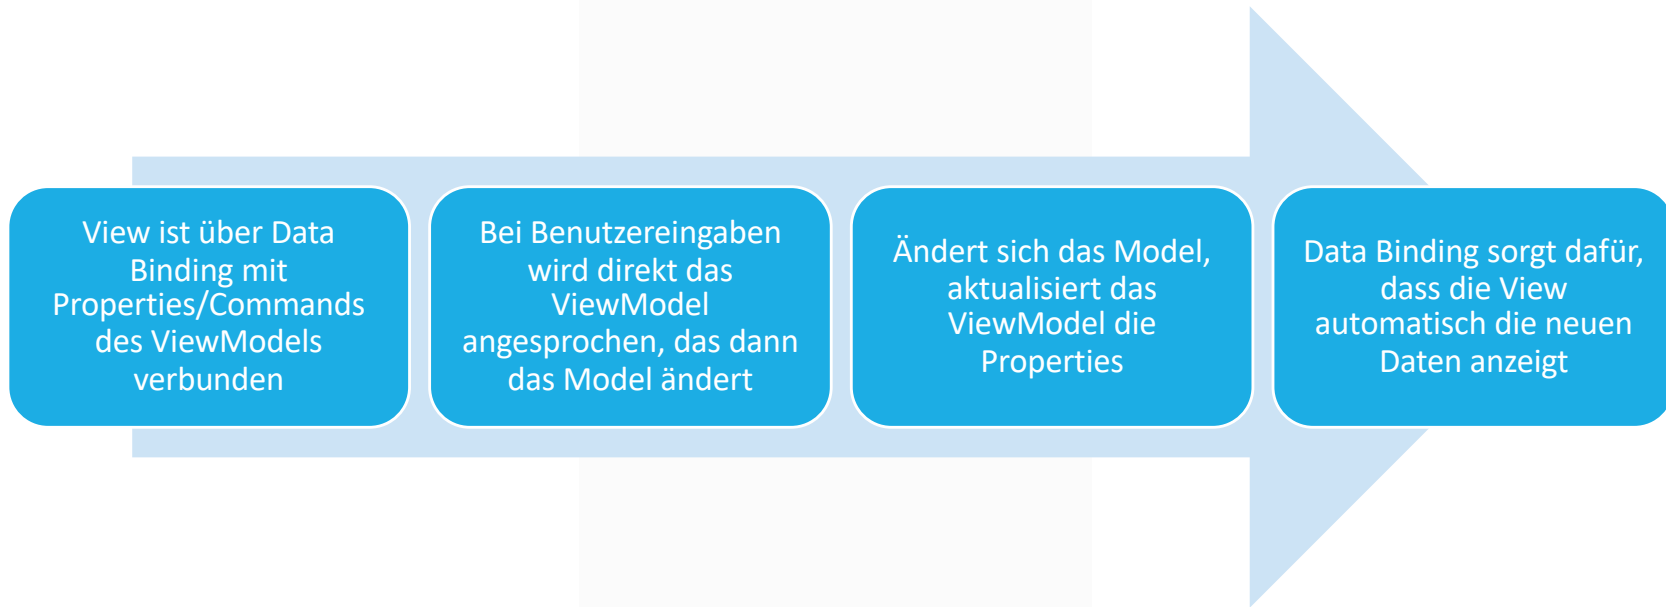 View ist über Data
Binding mit
Properties/Commands
des ViewModels
verbunden
Bei Benutzereingaben
wird direkt das
ViewModel
angesprochen, das dann
das Model ändert
Ändert sich das Model,
aktualisiert das
ViewModel die
Properties
Data Binding sorgt dafür,
dass die View
automatisch die neuen
Daten anzeigt